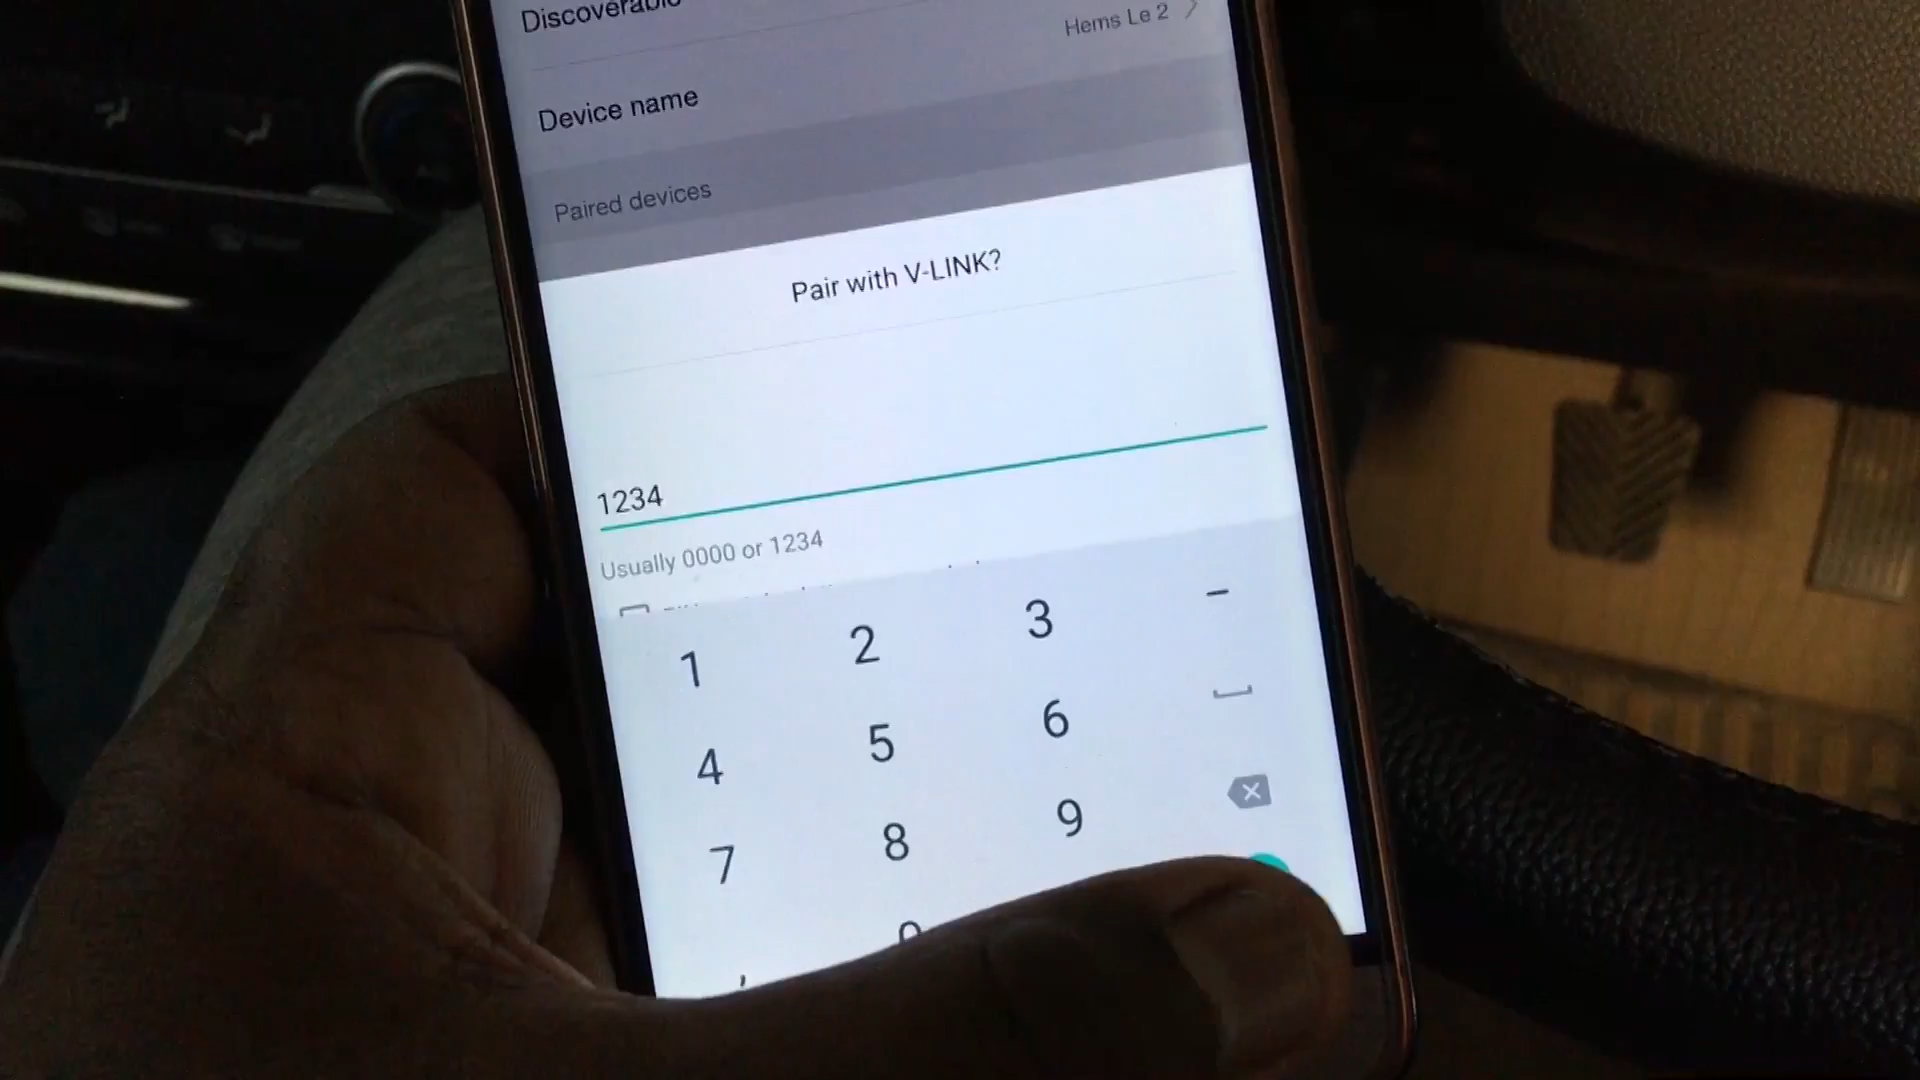 Discoverable
Hems Le 2
Device name
Paired devices
Pair with V-LINK?
1234
Usually 0000 or 1234
1 2 3 -
4 5 6
7 8 9
0
,